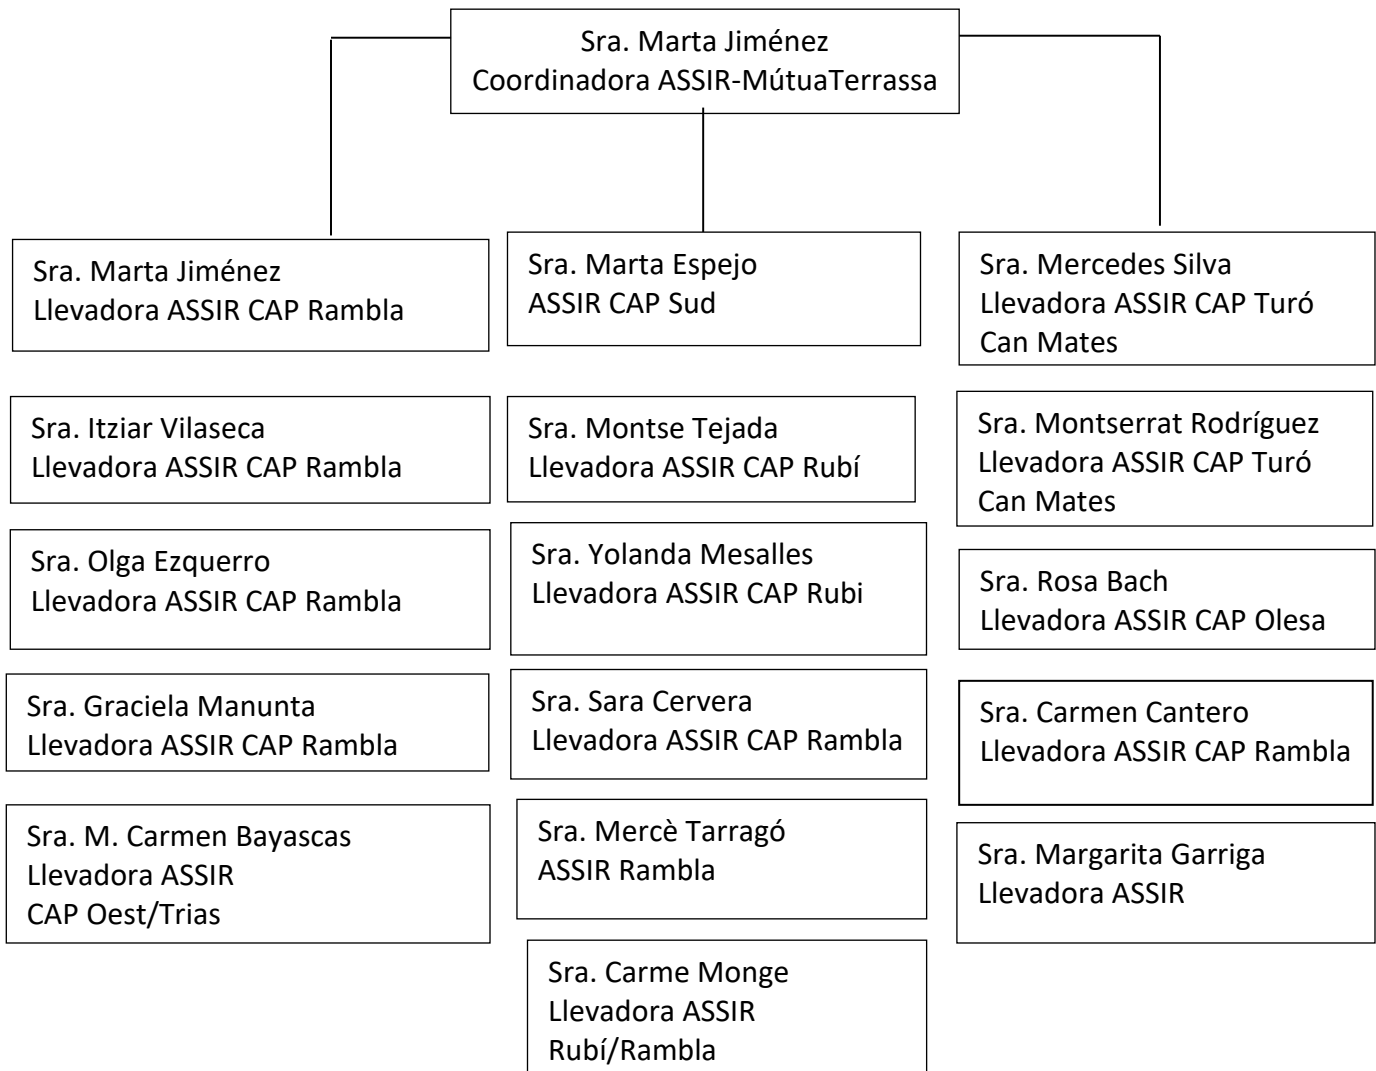 Sra. Marta Jiménez
Coordinadora ASSIR-MútuaTerrassa
Sra. Marta Jiménez
Llevadora ASSIR CAP Rambla
Sra. Marta Espejo
ASSIR CAP Sud
Sra. Mercedes Silva
Llevadora ASSIR CAP Turó
Can Mates
Sra. Itziar Vilaseca
Llevadora ASSIR CAP Rambla
Sra. Montse Tejada
Llevadora ASSIR CAP Rubí
Sra. Montserrat Rodríguez
Llevadora ASSIR CAP Turó
Can Mates
Sra. Olga Ezquerro
Llevadora ASSIR CAP Rambla
Sra. Yolanda Mesalles
Llevadora ASSIR CAP Rubi
Sra. Rosa Bach
Llevadora ASSIR CAP Olesa
Sra. Graciela Manunta
Llevadora ASSIR CAP Rambla
Sra. Sara Cervera
Llevadora ASSIR CAP Rambla
Sra. Carmen Cantero
Llevadora ASSIR CAP Rambla
Sra. M. Carmen Bayascas
Llevadora ASSIR
CAP Oest/Trias
Sra. Mercè Tarragó
ASSIR Rambla
Sra. Margarita Garriga
Llevadora ASSIR
Sra. Carme Monge
Llevadora ASSIR
Rubí/Rambla